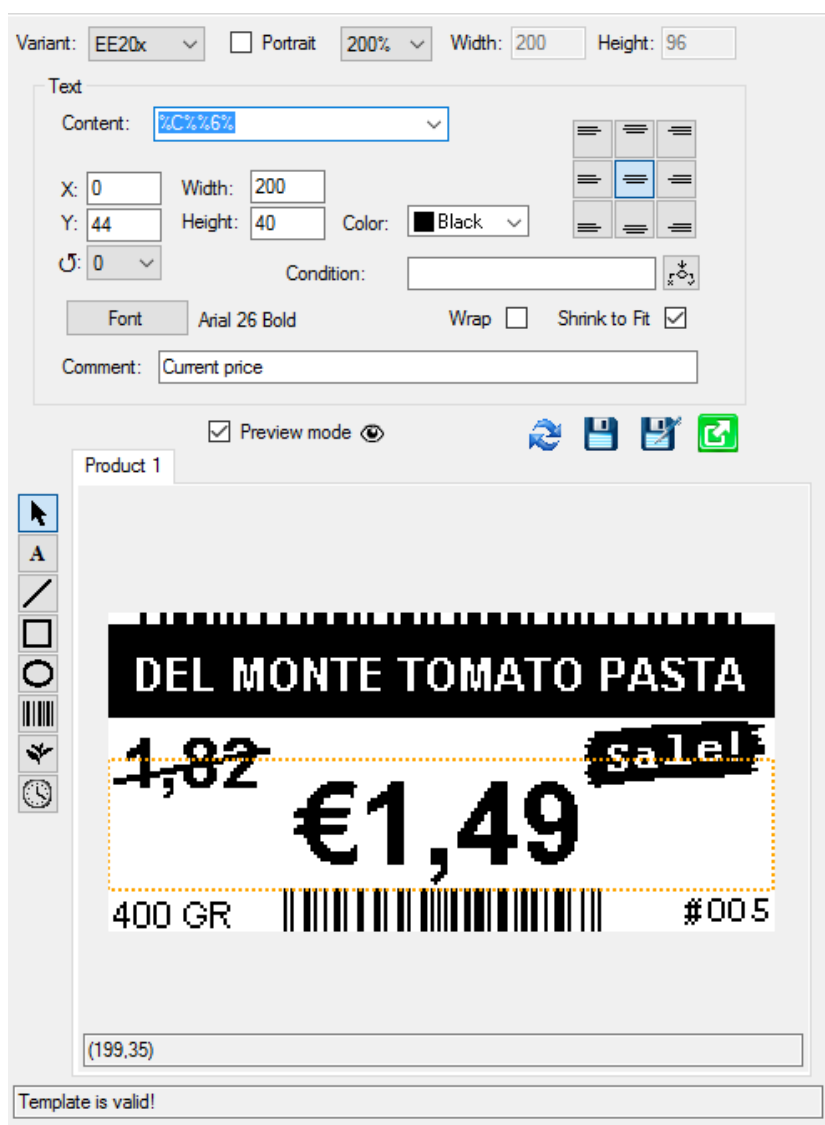 Variant: EE20x Portrait 200% Width: 200 Height: 96
Text
Content: %C%%6%
X: 0 Width: 200
Y: 44 Height: 40 Color: Black
↺: 0 Condition:
Font Arial 26 Bold Wrap Shrink to Fit
Comment: Current price
Preview mode
Product 1
A
DEL MONTE TOMATO PASTA
1,82 sale!
€1,49
400 GR #005
(199,35)
Template is valid!